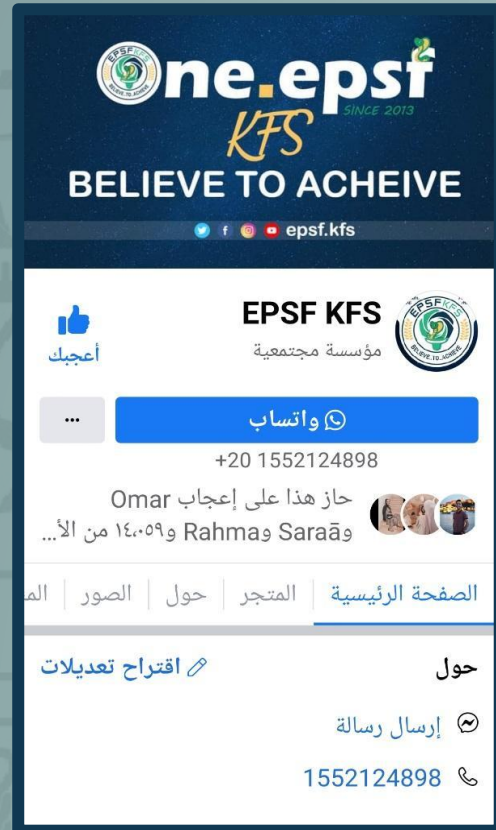 One.epsf
SINCE 2013
KFS
BELIEVE TO ACHEIVE
epsf.kfs
EPSF KFS
مؤسسة مجتمعية
أعجبك
واتساب
...
+20 1552124898
حاز هذا على إعجاب Omar
وSaraā وRahma و١٤،٠٥٩ من الأ...
الصفحة الرئيسية | المتجر | حول | الصور | الم
حول
اقتراح تعديلات
إرسال رسالة
1552124898